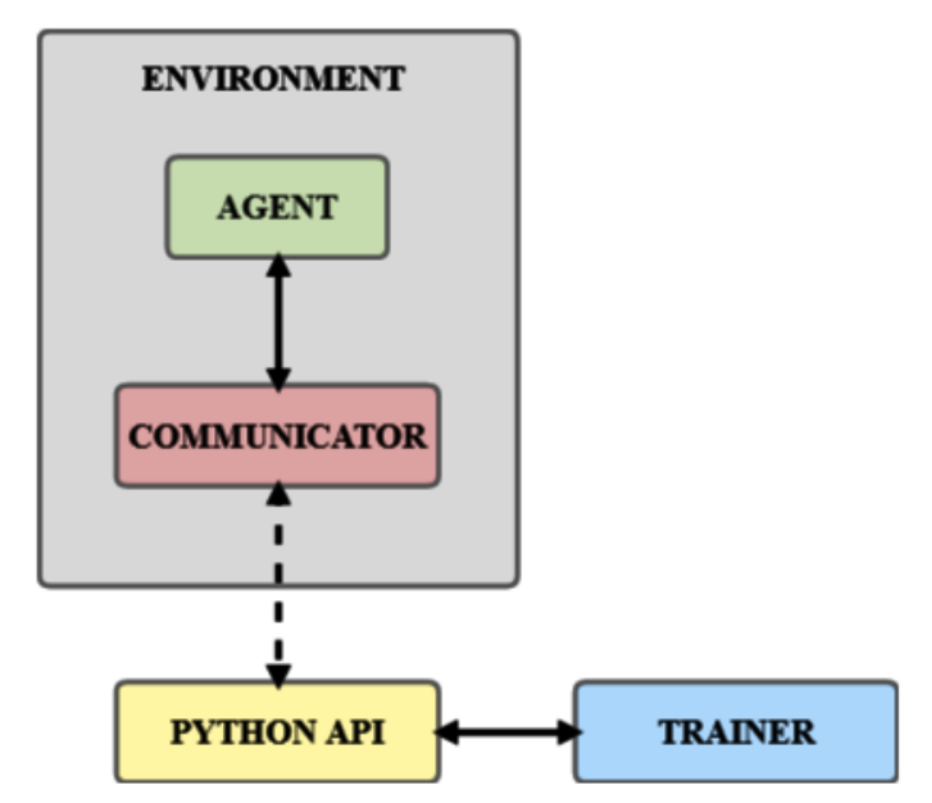 ENVIRONMENT
AGENT
COMMUNICATOR
PYTHON API
TRAINER